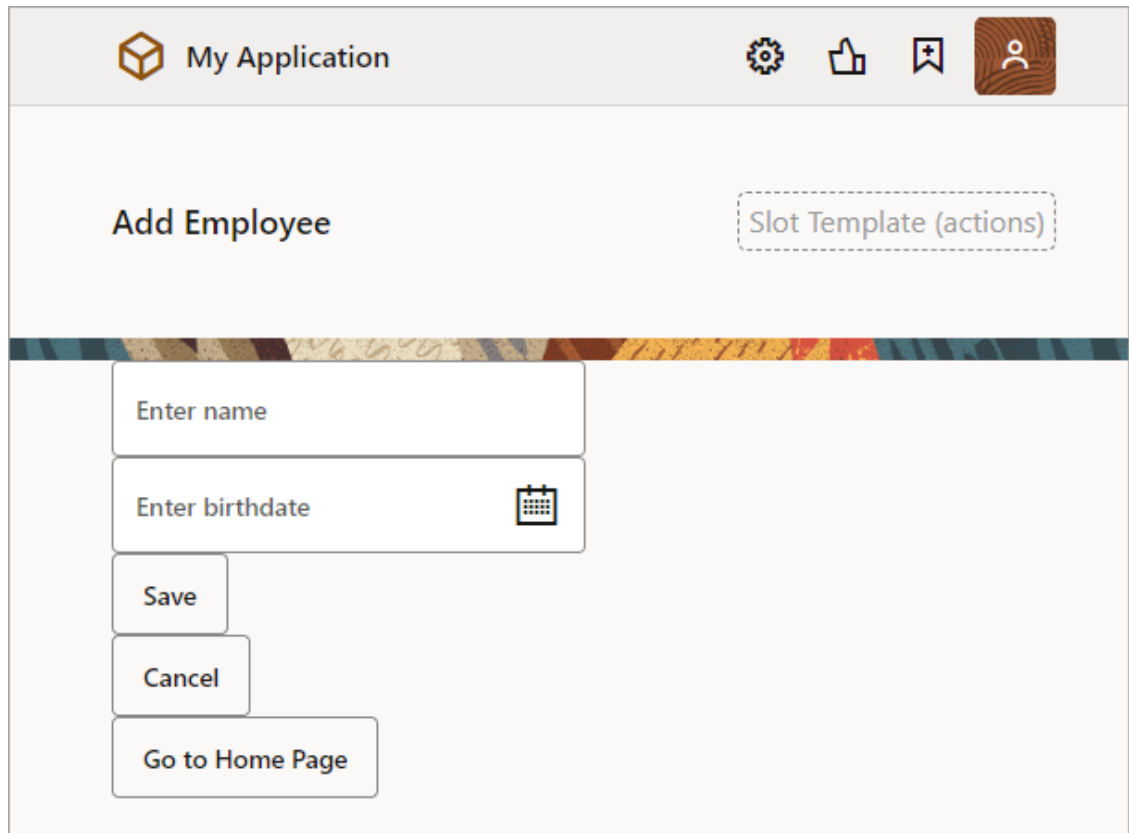 My Application
Add Employee
Slot Template (actions)
Enter name
Enter birthdate
Save
Cancel
Go to Home Page